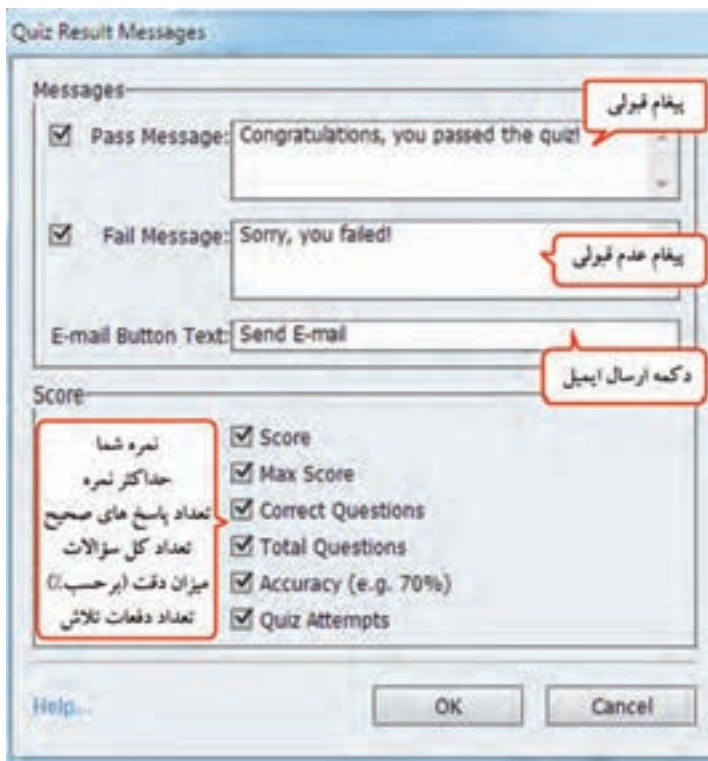 Quiz Result Messages
Messages
پیغام قبولی
Pass Message: Congratulations, you passed the quiz!
Fail Message: Sorry, you failed!
پیغام عدم قبولی
E-mail Button Text: Send E-mail
دکمه ارسال ایمیل
Score
نمره شما
حداکثر نمره
تعداد پاسخ های صحیح
تعداد کل سؤالات
میزان دقت (برحسب٪)
تعداد دفعات تلاش
Score
Max Score
Correct Questions
Total Questions
Accuracy (e.g. 70%)
Quiz Attempts
Help...
OK
Cancel